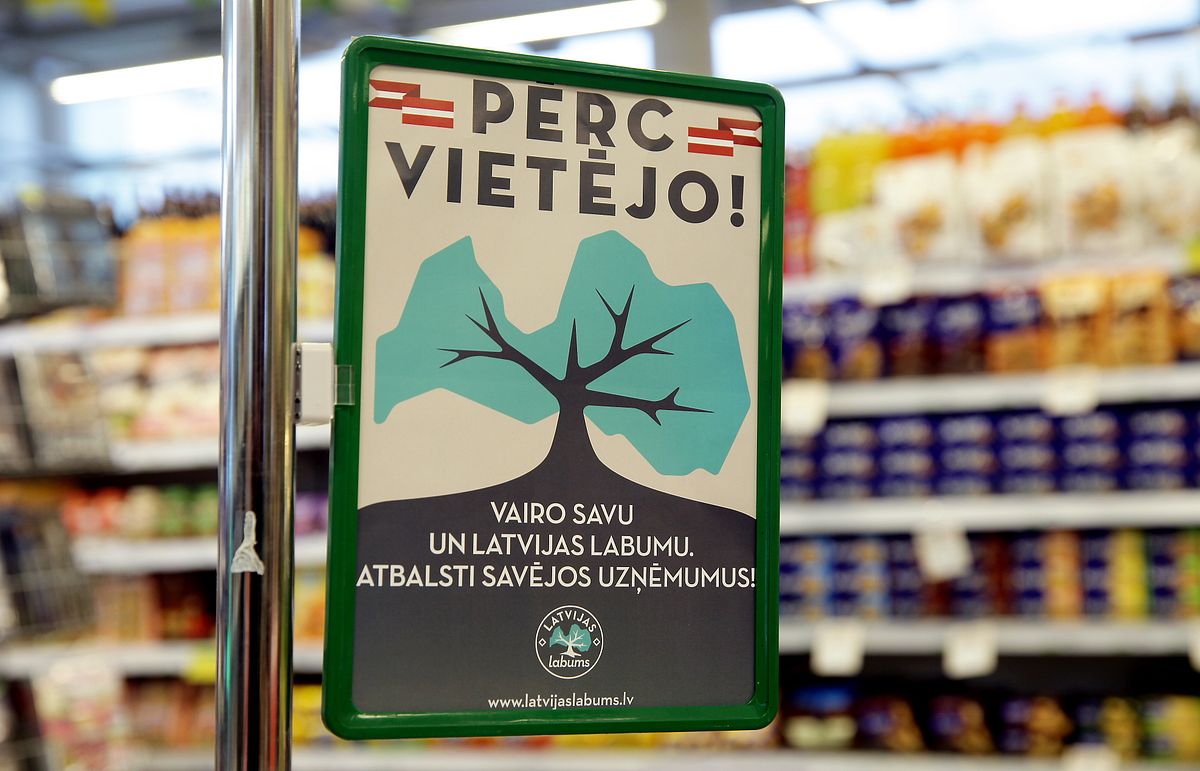 PĒRC
VIETĒJO!
VAIRO SAVU
UN LATVIJAS LABUMU.
ATBALSTI SAVĒJOS UZŅĒMUMUS!
LATVIJAS
labums
www.latvijaslabums.lv